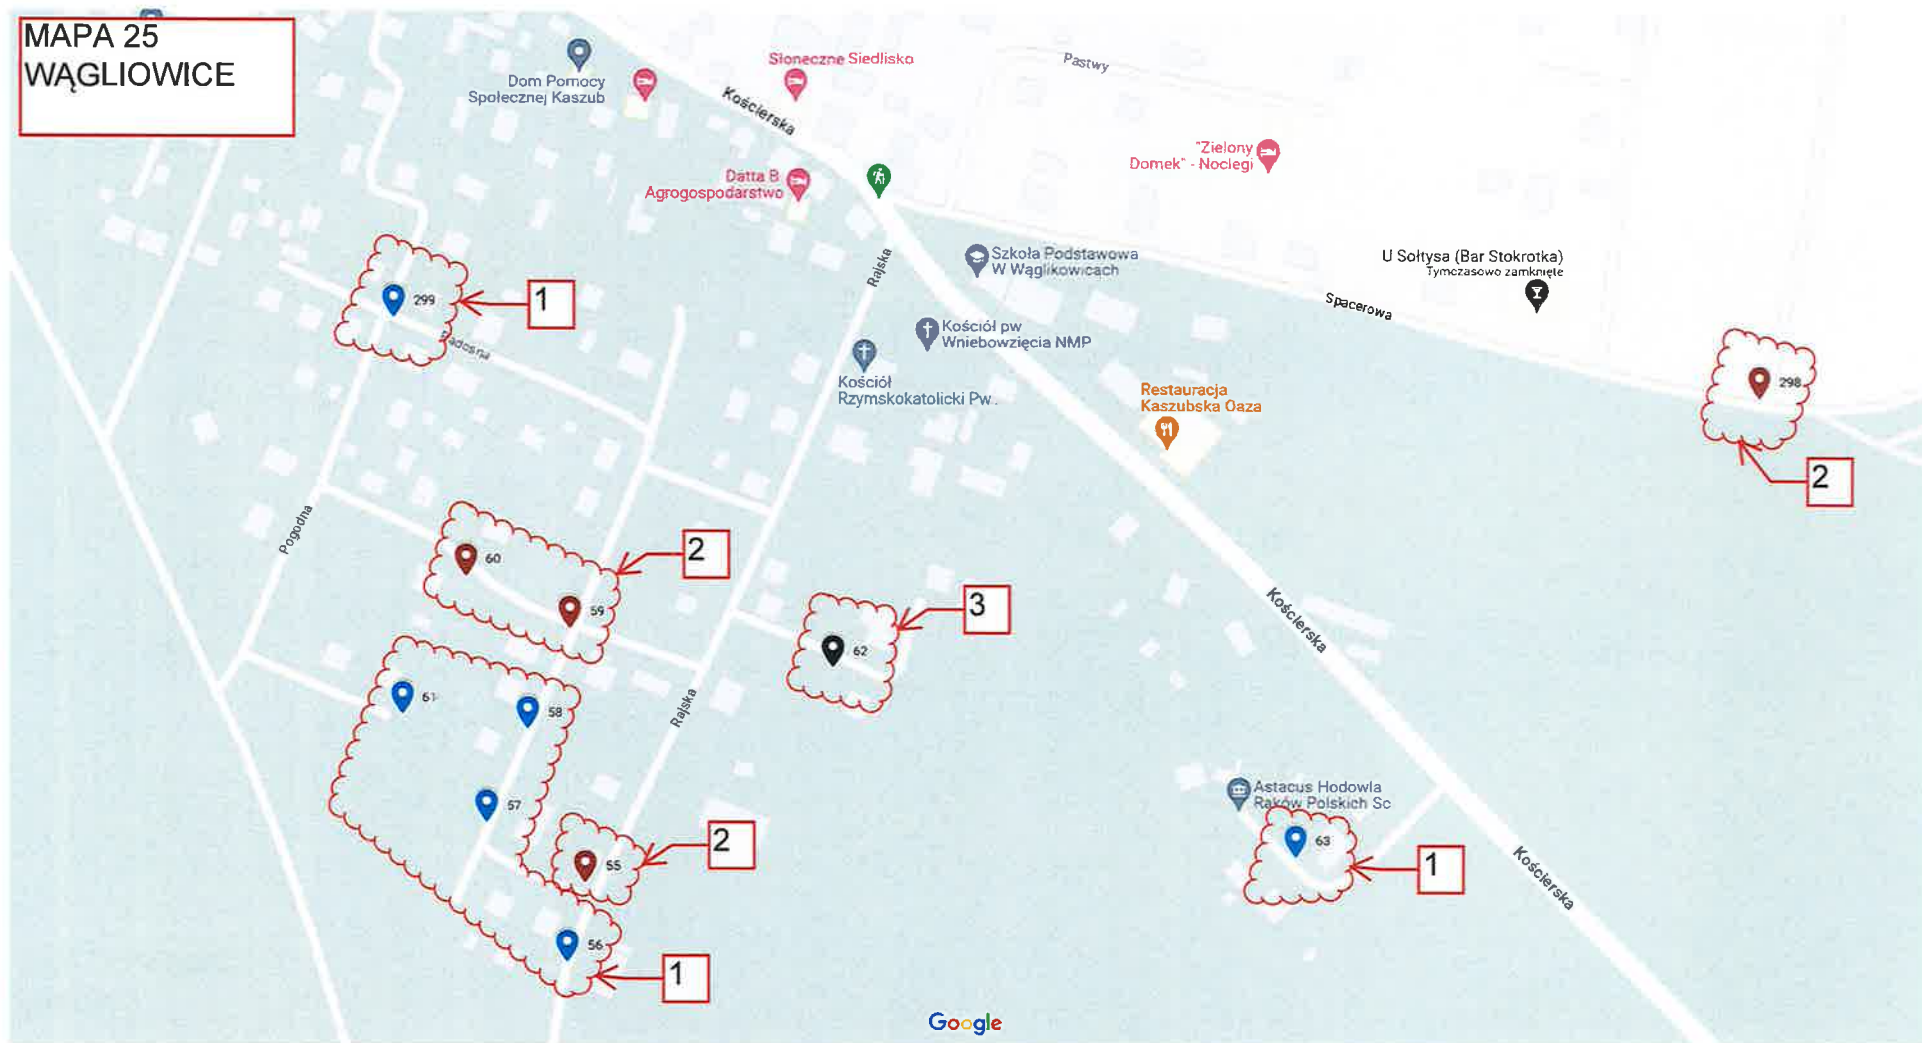 MAPA 25
WĄGLIOWICE
Dom Pomocy
Społecznej Kaszub
Słoneczne Siedlisko
Kościerska
Pastwy
"Zielony
Domek" - Noclegi
Datta B
Agrogospodarstwo
Rajska
Szkoła Podstawowa
W Wąglikowicach
U Sołtysa (Bar Stokrotka)
Tymczasowo zamknięte
Spacerowa
299
1
Radosna
Kościół pw
Wniebowzięcia NMP
Kościół
Rzymskokatolicki Pw..
Restauracja
Kaszubska Oaza
298
2
Pogodna
60
2
59
3
62
Kościerska
61
58
Rajska
57
Astacus Hodowla
Raków Polskich Sc
63
1
2
55
Kościerska
56
1
Google